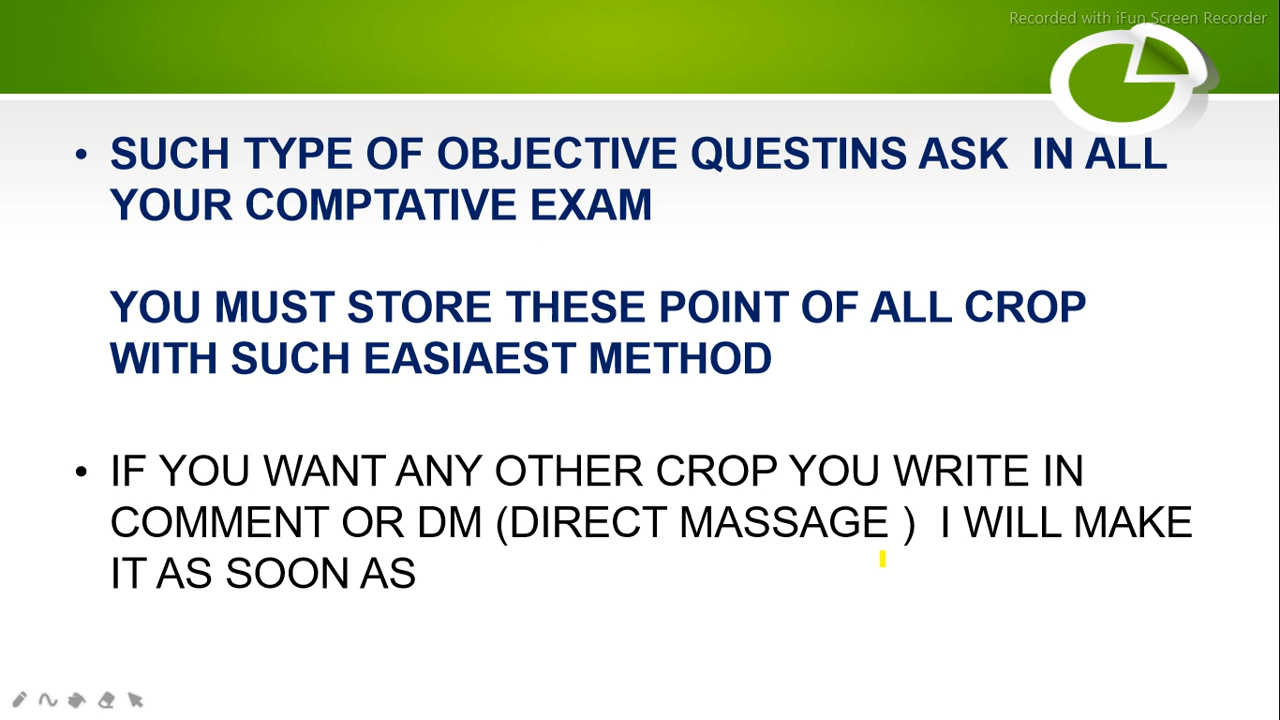 Recorded with iFun Screen Recorder
• SUCH TYPE OF OBJECTIVE QUESTINS ASK  IN ALL
YOUR COMPTATIVE EXAM
YOU MUST STORE THESE POINT OF ALL CROP
WITH SUCH EASIAEST METHOD
• IF YOU WANT ANY OTHER CROP YOU WRITE IN
COMMENT OR DM (DIRECT MASSAGE )  I WILL MAKE
IT AS SOON AS